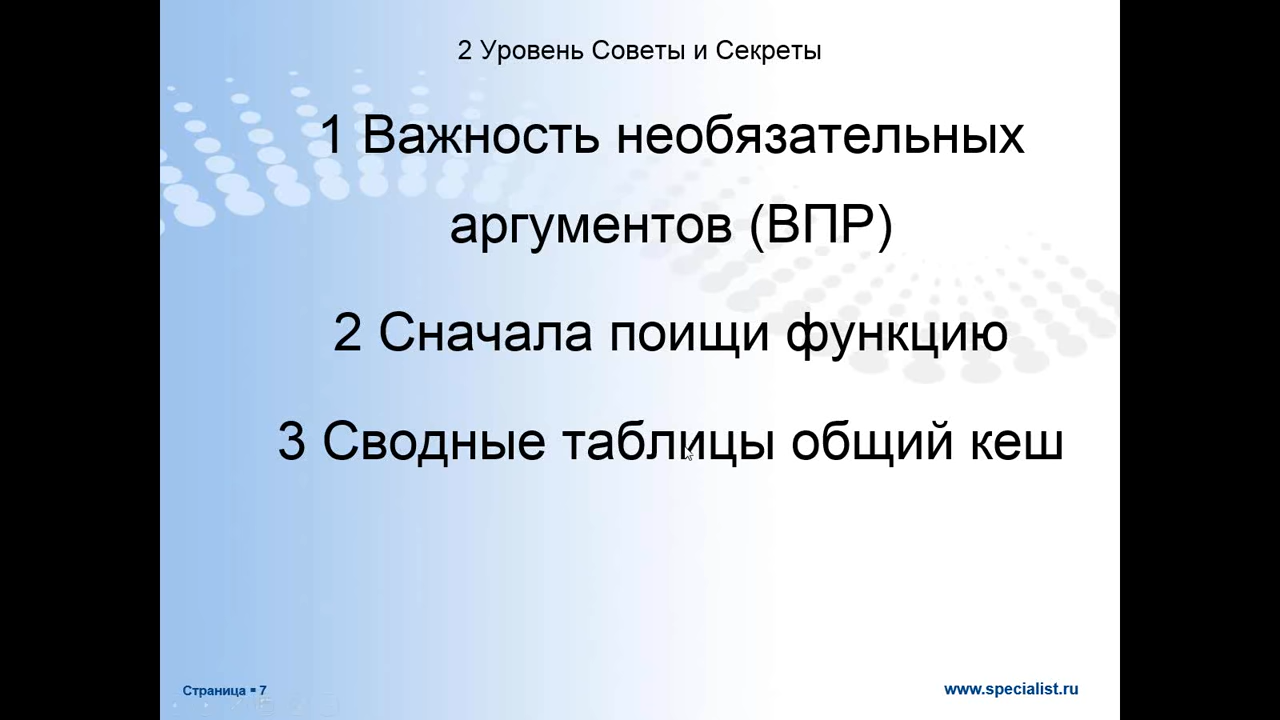 2 Уровень Советы и Секреты
1 Важность необязательных
аргументов (ВПР)
2 Сначала поищи функцию
3 Сводные таблицы общий кеш
Страница ▪ 7
www.specialist.ru